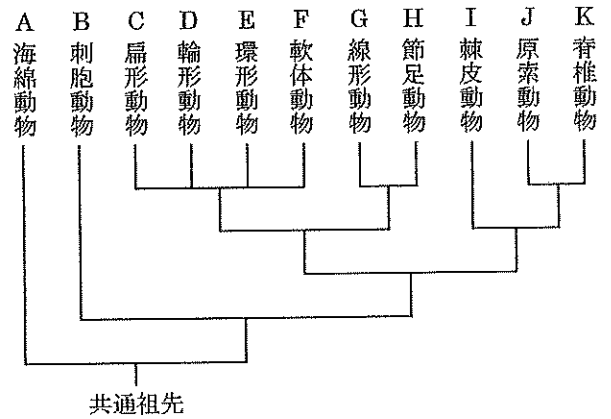 A 海綿動物
B 刺胞動物
C 扁形動物
D 輪形動物
E 環形動物
F 軟体動物
G 線形動物
H 節足動物
I 棘皮動物
J 原索動物
K 脊椎動物
共通祖先